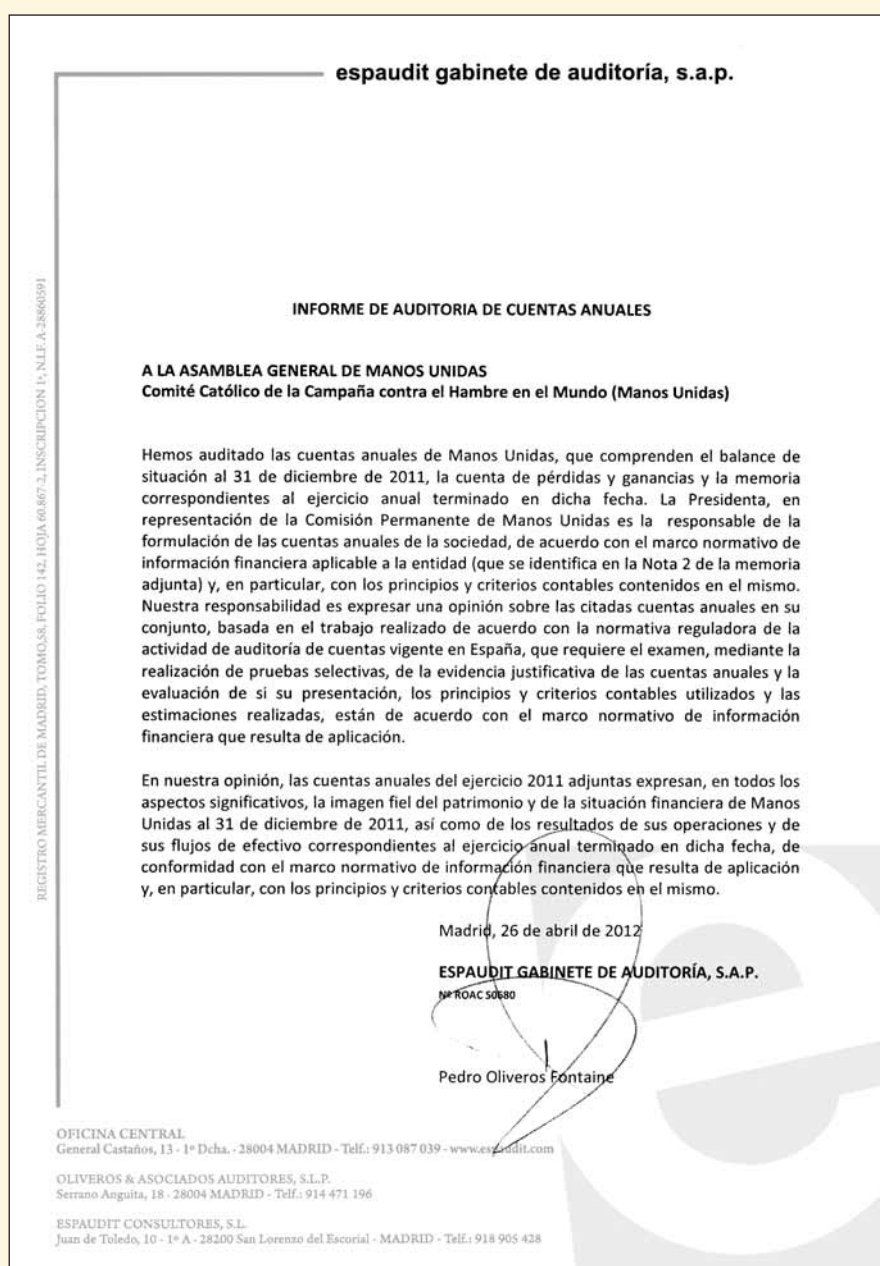 espaudit gabinete de auditoría, s.a.p.
REGISTRO MERCANTIL DE MADRID, TOMO,58, FOLIO 142, HOJA 60.867-2, INSCRIPCION 1ª, N.I.F. A-28860591
INFORME DE AUDITORIA DE CUENTAS ANUALES
A LA ASAMBLEA GENERAL DE MANOS UNIDAS
Comité Católico de la Campaña contra el Hambre en el Mundo (Manos Unidas)
Hemos auditado las cuentas anuales de Manos Unidas, que comprenden el balance de
situación al 31 de diciembre de 2011, la cuenta de pérdidas y ganancias y la memoria
correspondientes al ejercicio anual terminado en dicha fecha. La Presidenta, en
representación de la Comisión Permanente de Manos Unidas es la responsable de la
formulación de las cuentas anuales de la sociedad, de acuerdo con el marco normativo de
información financiera aplicable a la entidad (que se identifica en la Nota 2 de la memoria
adjunta) y, en particular, con los principios y criterios contables contenidos en el mismo.
Nuestra responsabilidad es expresar una opinión sobre las citadas cuentas anuales en su
conjunto, basada en el trabajo realizado de acuerdo con la normativa reguladora de la
actividad de auditoría de cuentas vigente en España, que requiere el examen, mediante la
realización de pruebas selectivas, de la evidencia justificativa de las cuentas anuales y la
evaluación de si su presentación, los principios y criterios contables utilizados y las
estimaciones realizadas, están de acuerdo con el marco normativo de información
financiera que resulta de aplicación.
En nuestra opinión, las cuentas anuales del ejercicio 2011 adjuntas expresan, en todos los
aspectos significativos, la imagen fiel del patrimonio y de la situación financiera de Manos
Unidas al 31 de diciembre de 2011, así como de los resultados de sus operaciones y de
sus flujos de efectivo correspondientes al ejercicio anual terminado en dicha fecha, de
conformidad con el marco normativo de información financiera que resulta de aplicación
y, en particular, con los principios y criterios contables contenidos en el mismo.
Madrid, 26 de abril de 2012
ESPAUDIT GABINETE DE AUDITORÍA, S.A.P.
Nº ROAC S0680
Pedro Oliveros Fontaine
OFICINA CENTRAL
General Castaños, 13 - 1º Dcha. - 28004 MADRID - Telf.: 913 087 039 - www.espaudit.com
OLIVEROS & ASOCIADOS AUDITORES, S.L.P.
Serrano Anguita, 18 - 28004 MADRID - Telf.: 914 471 196
ESPAUDIT CONSULTORES, S.L.
Juan de Toledo, 10 - 1º A - 28200 San Lorenzo del Escorial - MADRID - Telf.: 918 905 428